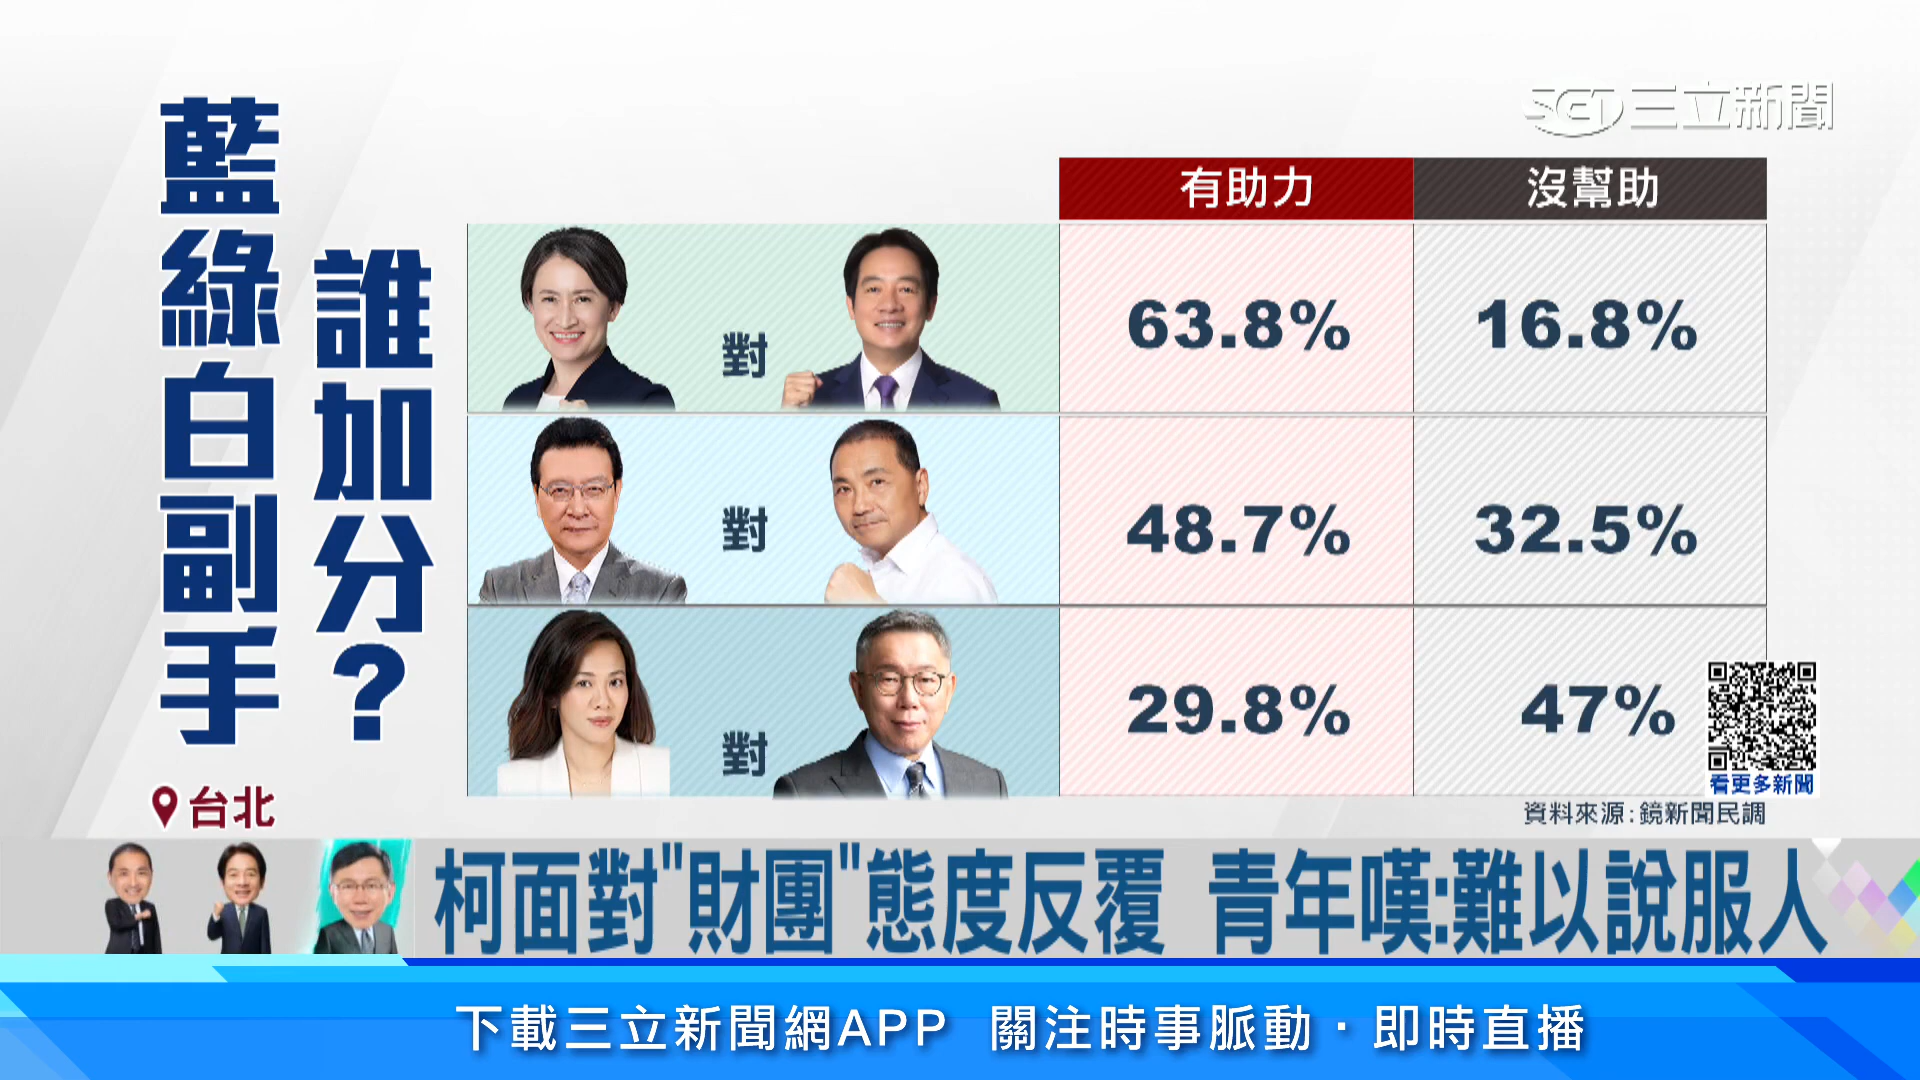 藍綠白副手
誰加分?
SET三立新聞
有助力 沒幫助
對 63.8% 16.8%
對 48.7% 32.5%
對 29.8% 47%
看更多新聞
資料來源:鏡新聞民調
台北
柯面對"財團"態度反覆 青年嘆:難以說服人
下載三立新聞網APP 關注時事脈動·即時直播